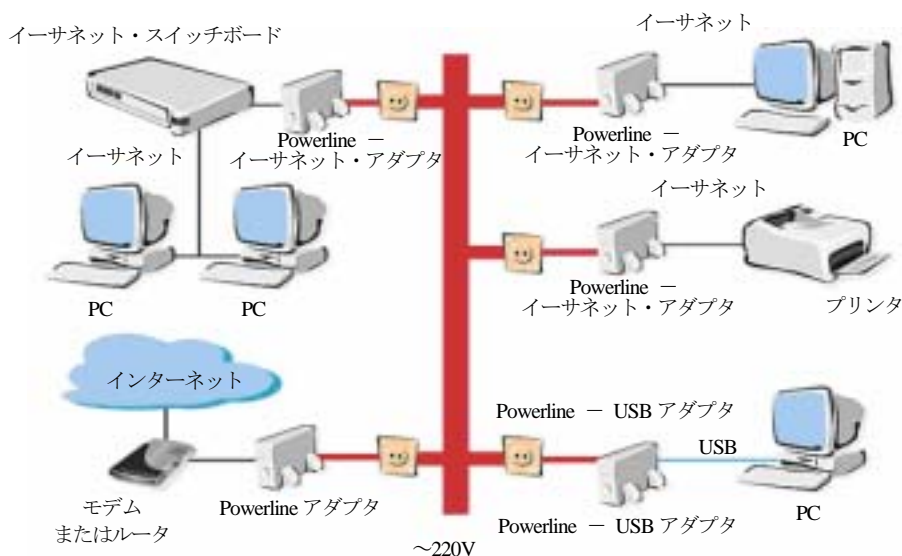 イーサネット・スイッチボード
イーサネット
Powerline －
イーサネット・アダプタ
PC
PC
イーサネット
Powerline －
イーサネット・アダプタ
PC
イーサネット
Powerline －
イーサネット・アダプタ
プリンタ
インターネット
モデム
またはルータ
Powerline アダプタ
Powerline － USB アダプタ
USB
Powerline － USB アダプタ
PC
～220V